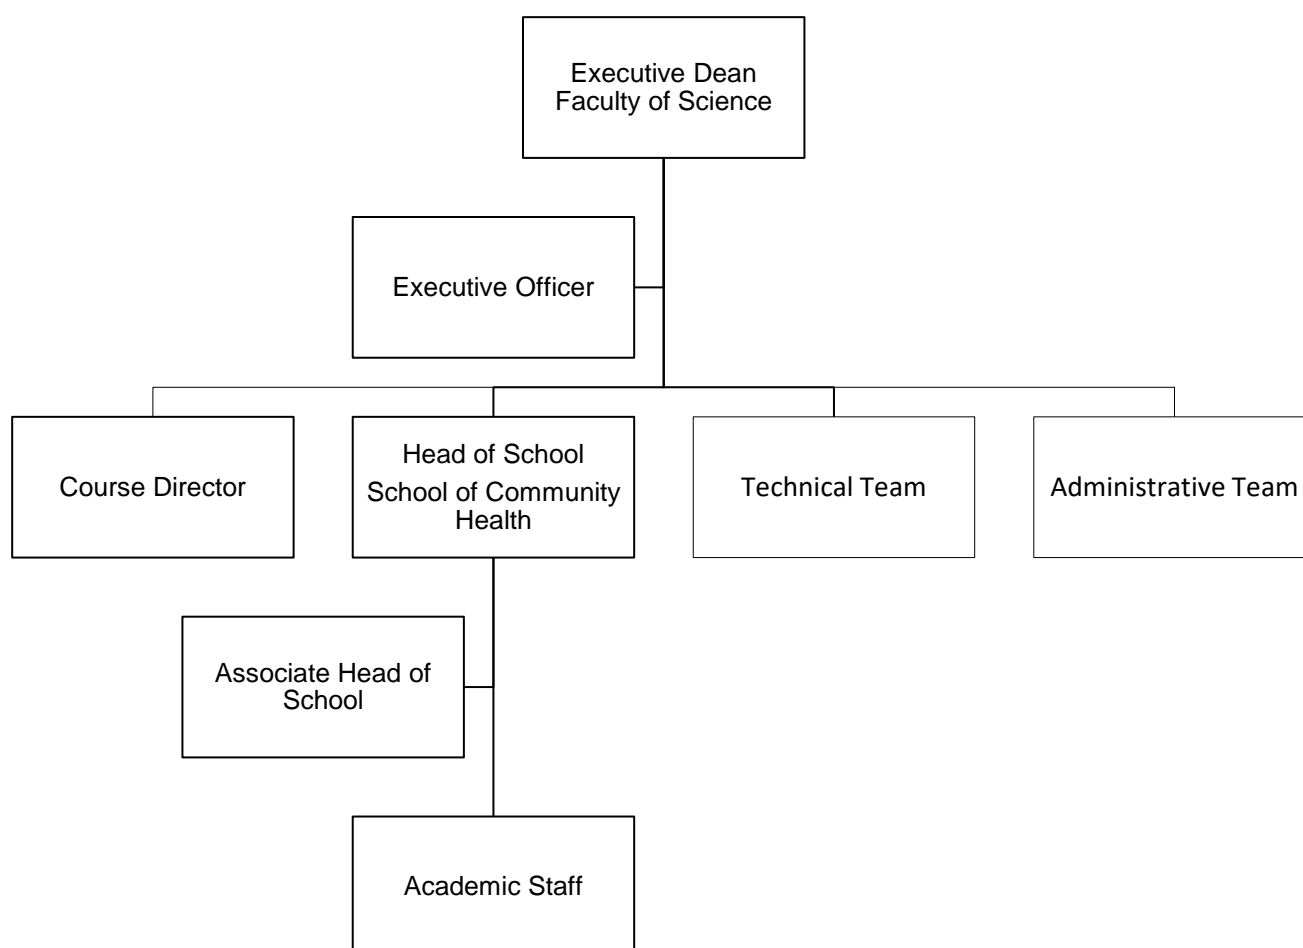 Executive Dean
Faculty of Science
Executive Officer
Course Director
Head of School
School of Community
Health
Technical Team
Administrative Team
Associate Head of
School
Academic Staff